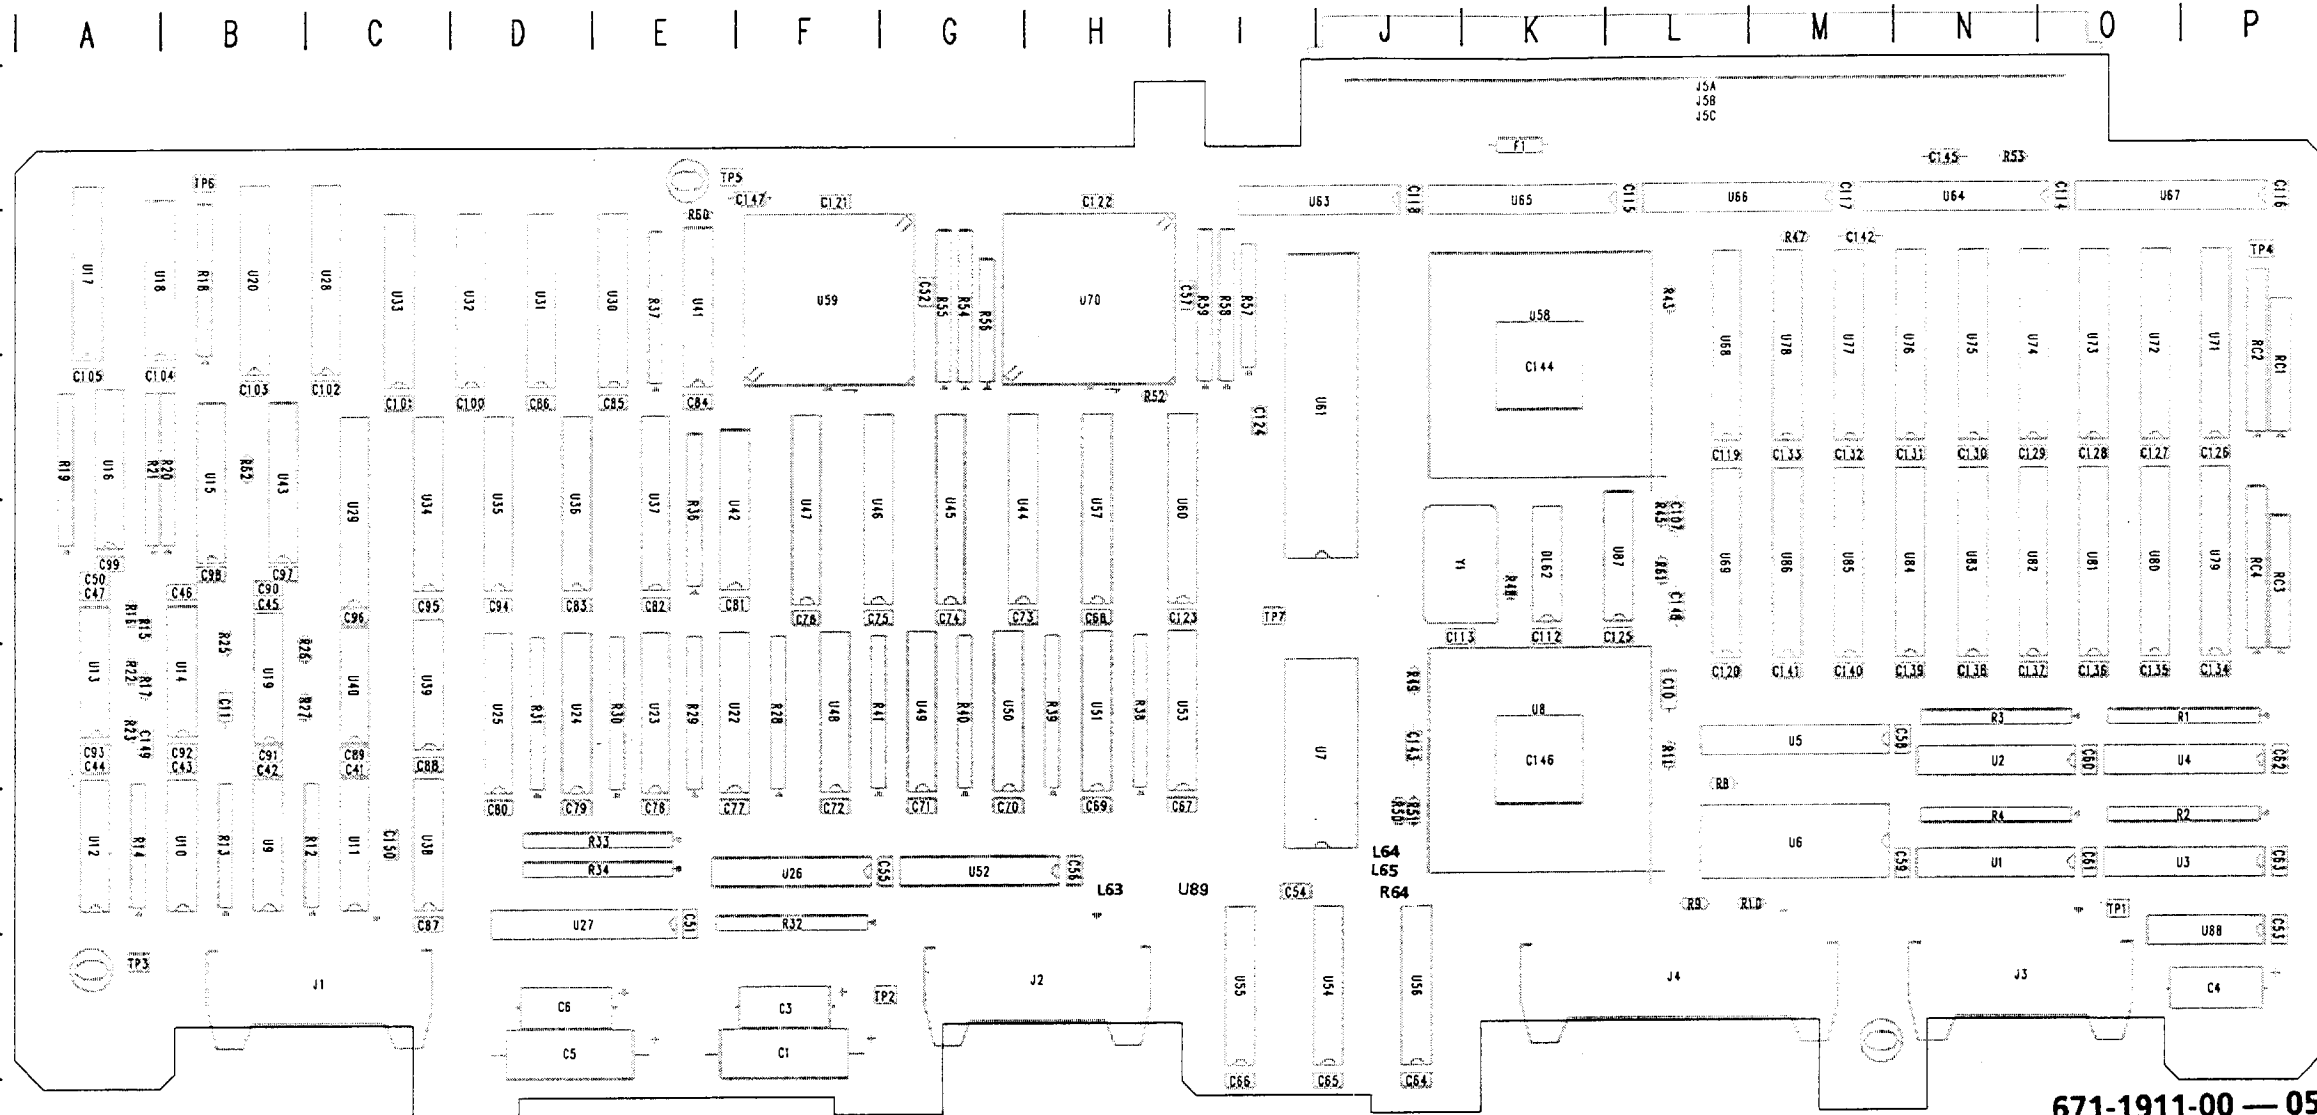 A B C D E F G H I J K L M N O P
J5A
J5B
J5C
F1
C145 R53
TP6 TP5
C147 C121 C122 U63 C118 U65 C115 U66 C117 U64 C114 U67 C116
R60
R47 C142
TP4
U17 U18 R18 U20 U28 U33 U32 U31 U30 R37 U41 U59 C52 R55 R54 R56 U70 C57 R59 R58 R57 R43
U58
U68 U78 U77 U76 U75 U74 U73 U72 U71 RC2 RC1
C144
C105 C104 C103 C102 C101 C100 C86 C85 C84 R52
U61
C124
R19 U16 R21 R20 U15 R62 U43
C119 C133 C132 C131 C130 C129 C128 C127 C126
U29 U34 U35 U36 U37 R36 U42 U47 U46 U45 U44 U57 U60
R45 C107
Y1 R48 DL62 U87 R61 U69 U86 U85 U84 U83 U82 U81 U80 U79 RC4 RC3
C99 C98 C97
C50
C47 C46 C90
C45
C96 C95 C94 C83 C82 C81 C76 C75 C74 C73 C68 C123 TP7
C148
R16 R15 R25 R26
C113 C112 C125
U13 R22 R17 U14 C11 U19 R27 U40 U39
C120 C141 C140 C139 C138 C137 C136 C135 C134
R49 C10
U25 R31 U24 R30 U23 R29 U22 R28 U48 R41 U49 R40 U50 R39 U51 R38 U53
U8
R3 R1
R23 C149
U7 C143 C146 R11 U5 C58 U2 C60 U4 C62
C93 C92 C91 C89
C44 C43 C42 C41 C88
R8
C80 C79 C78 C77 C72 C71 C70 C69 C67
R50 R51
R4 R2
U12 R14 U10 R13 U9 R12 U11 C150 U38
R33
U6
L64
R34 U26 C55 U52 C56
L65
C59 U1 C61 U3 C63
L63 U89 C54 R64
R9 R10 TP1
C87 U27 C51 R32
U88 C53
TP3
J1 J2 U55 U54 U56 J4 J3
C6 C3 TP2 C4
C5 C1
C66 C65 C64
671-1911-00 — 05